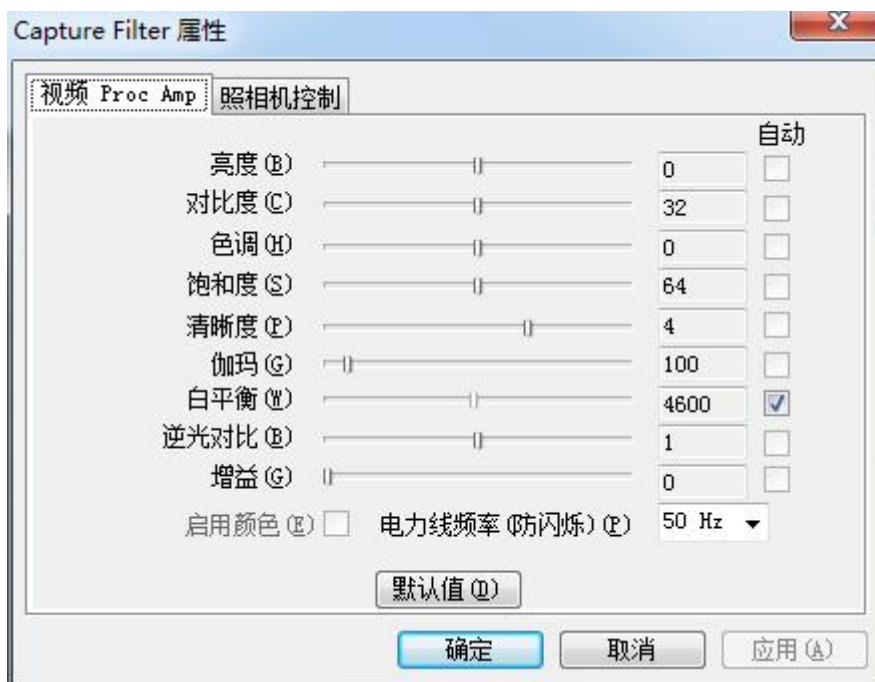 Capture Filter 属性
视频 Proc Amp 照相机控制
自动
亮度(B) 0
对比度(C) 32
色调(H) 0
饱和度(S) 64
清晰度(P) 4
伽玛(G) 100
白平衡(W) 4600
逆光对比(B) 1
增益(G) 0
启用颜色(E) 电力线频率(防闪烁)(P) 50 Hz
默认值(D)
确定 取消 应用(A)